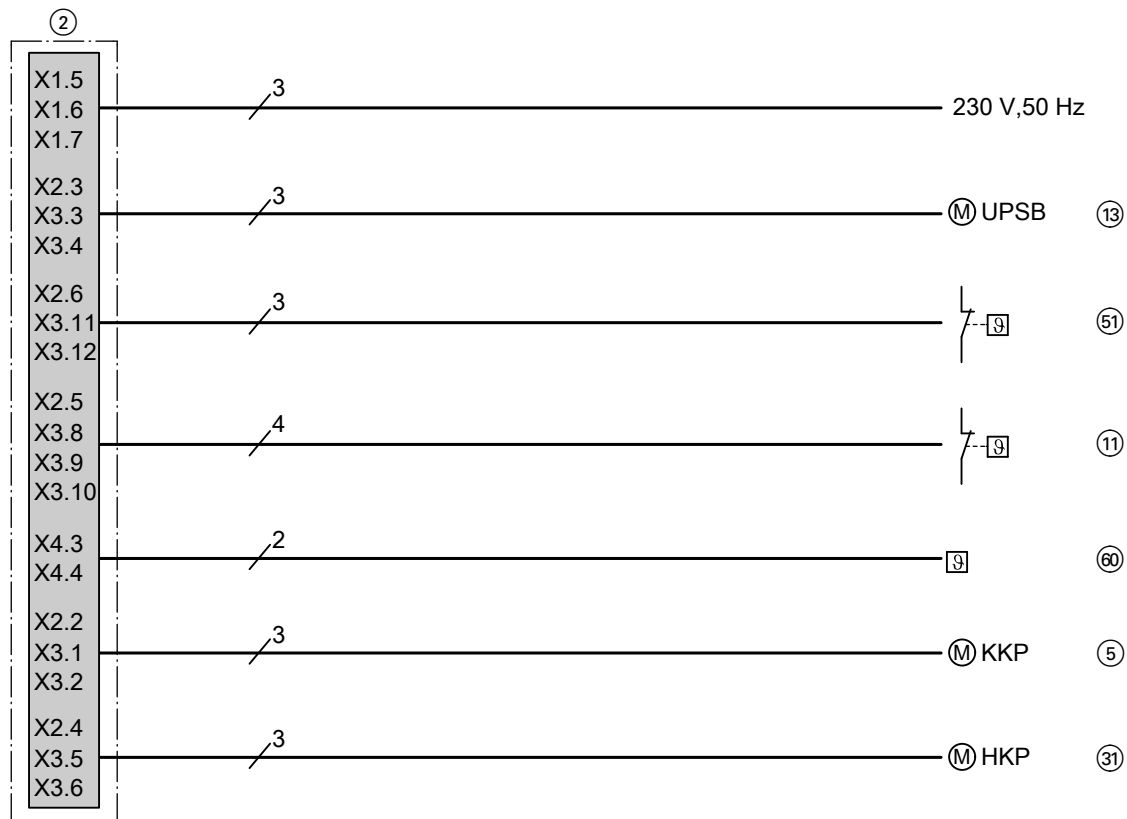 ②
X1.5
X1.6
X1.7
3
230 V,50 Hz
X2.3
X3.3
X3.4
3
M UPSB
⑬
X2.6
X3.11
X3.12
3
ϑ
51
X2.5
X3.8
X3.9
X3.10
4
ϑ
⑪
X4.3
X4.4
2
ϑ
60
X2.2
X3.1
X3.2
3
M KKP
⑤
X2.4
X3.5
X3.6
3
M HKP
31